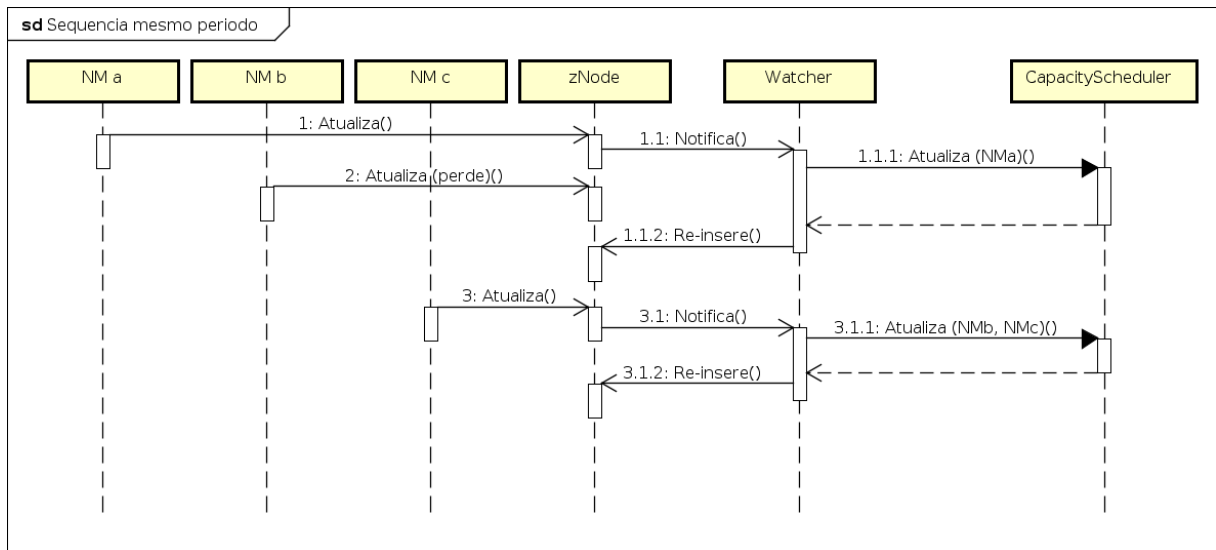 sd Sequencia mesmo periodo
NM a
NM b
NM c
zNode
Watcher
CapacityScheduler
1: Atualiza()
1.1: Notifica()
1.1.1: Atualiza (NMa)()
2: Atualiza (perde)()
1.1.2: Re-insere()
3: Atualiza()
3.1: Notifica()
3.1.1: Atualiza (NMb, NMc)()
3.1.2: Re-insere()